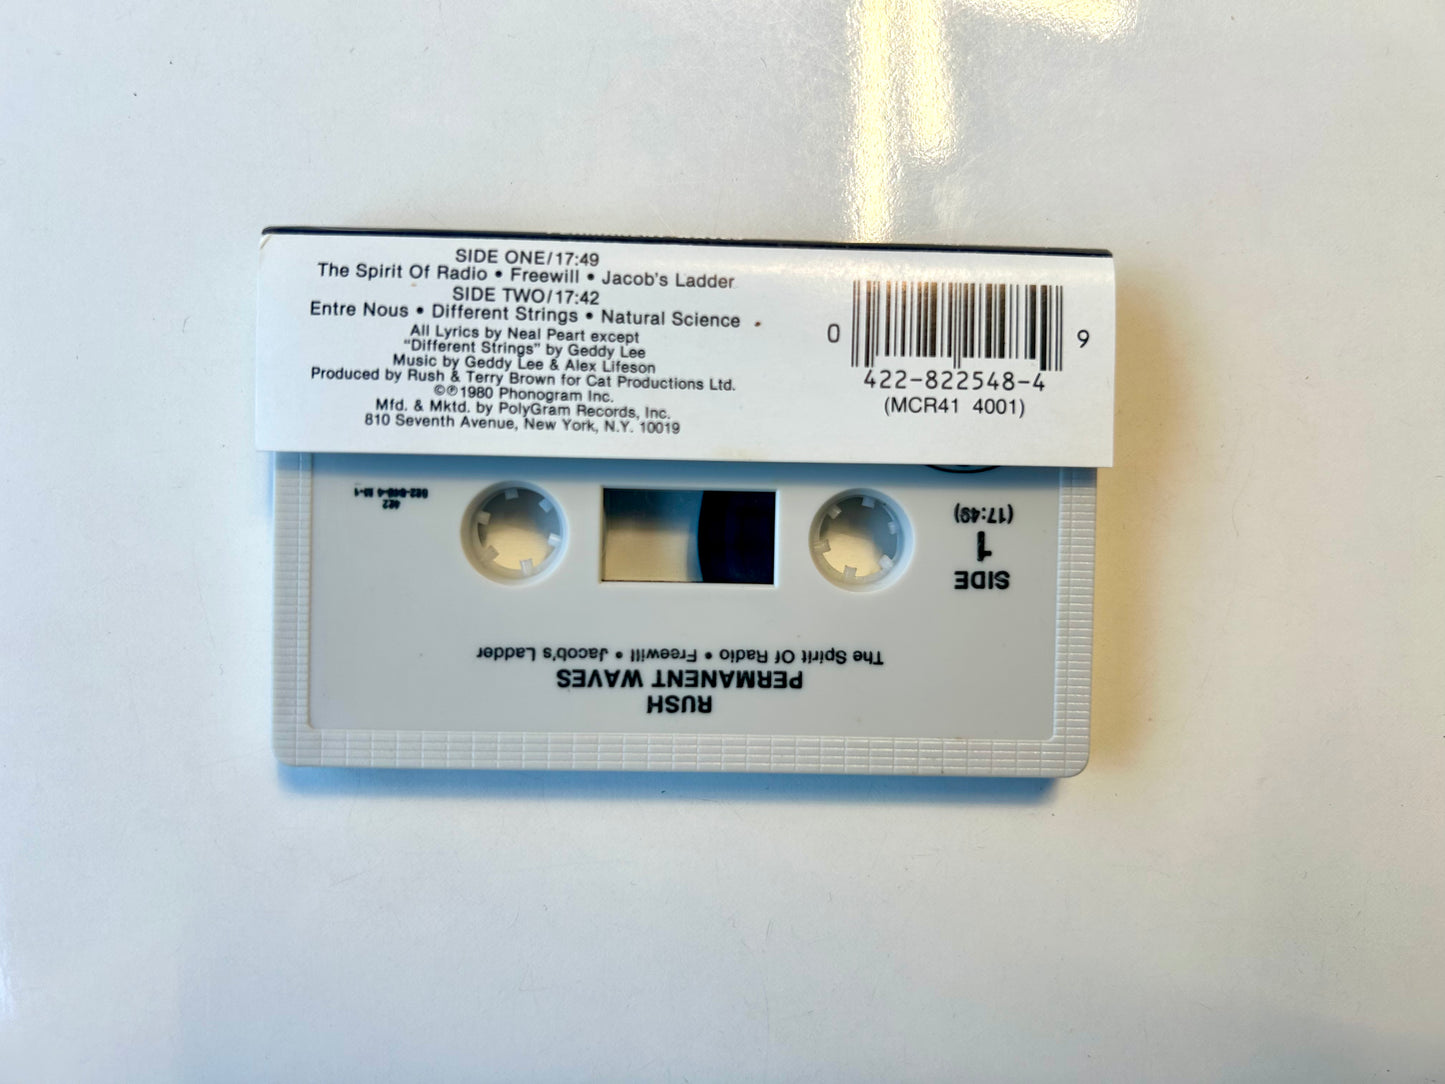 SIDE ONE/17:49
The Spirit Of Radio • Freewill • Jacob's Ladder
SIDE TWO/17:42
Entre Nous • Different Strings • Natural Science
All Lyrics by Neal Peart except
"Different Strings" by Geddy Lee
Music by Geddy Lee & Alex Lifeson
Produced by Rush & Terry Brown for Cat Productions Ltd.
©℗1980 Phonogram Inc.
Mfd. & Mktd. by PolyGram Records, Inc.
810 Seventh Avenue, New York, N.Y. 10019
0 9
422-822548-4
(MCR41 4001)
RUSH
PERMANENT WAVES
The Spirit Of Radio • Freewill • Jacob's Ladder
SIDE
1
(17:49)
422